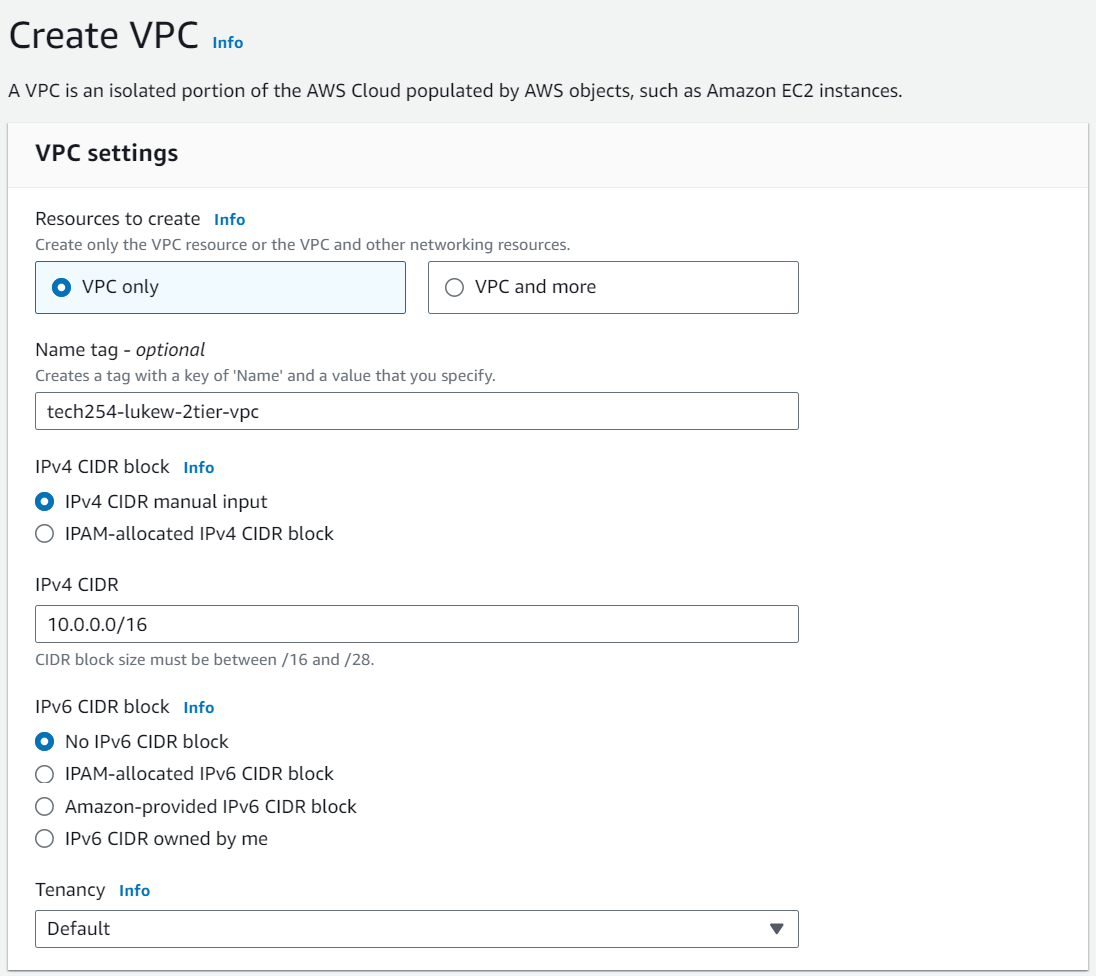 Create VPC Info
A VPC is an isolated portion of the AWS Cloud populated by AWS objects, such as Amazon EC2 instances.
VPC settings
Resources to create Info
Create only the VPC resource or the VPC and other networking resources.
VPC only
VPC and more
Name tag - optional
Creates a tag with a key of 'Name' and a value that you specify.
tech254-lukew-2tier-vpc
IPv4 CIDR block Info
IPv4 CIDR manual input
IPAM-allocated IPv4 CIDR block
IPv4 CIDR
10.0.0.0/16
CIDR block size must be between /16 and /28.
IPv6 CIDR block Info
No IPv6 CIDR block
IPAM-allocated IPv6 CIDR block
Amazon-provided IPv6 CIDR block
IPv6 CIDR owned by me
Tenancy Info
Default